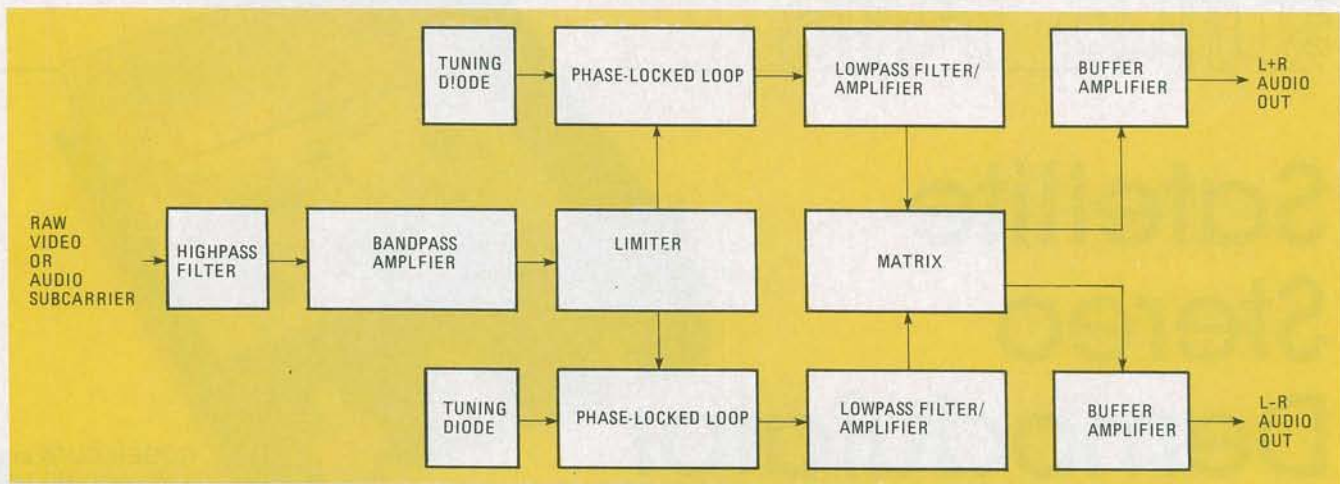 TUNING
D!ODE
PHASE-LOCKED LOOP
LOWPASS FILTER/
AMPLIFIER
BUFFER
AMPLIFIER
L+R
AUDIO
OUT
RAW
VIDEO
OR
AUDIO
SUBCARRIER
HIGHPASS
FILTER
BANDPASS
AMPLFIER
LIMITER
MATRIX
TUNING
DIODE
PHASE-LOCKED LOOP
LOWPASS FILTER/
AMPLIFIER
BUFFER
AMPLIFIER
L−R
AUDIO
OUT